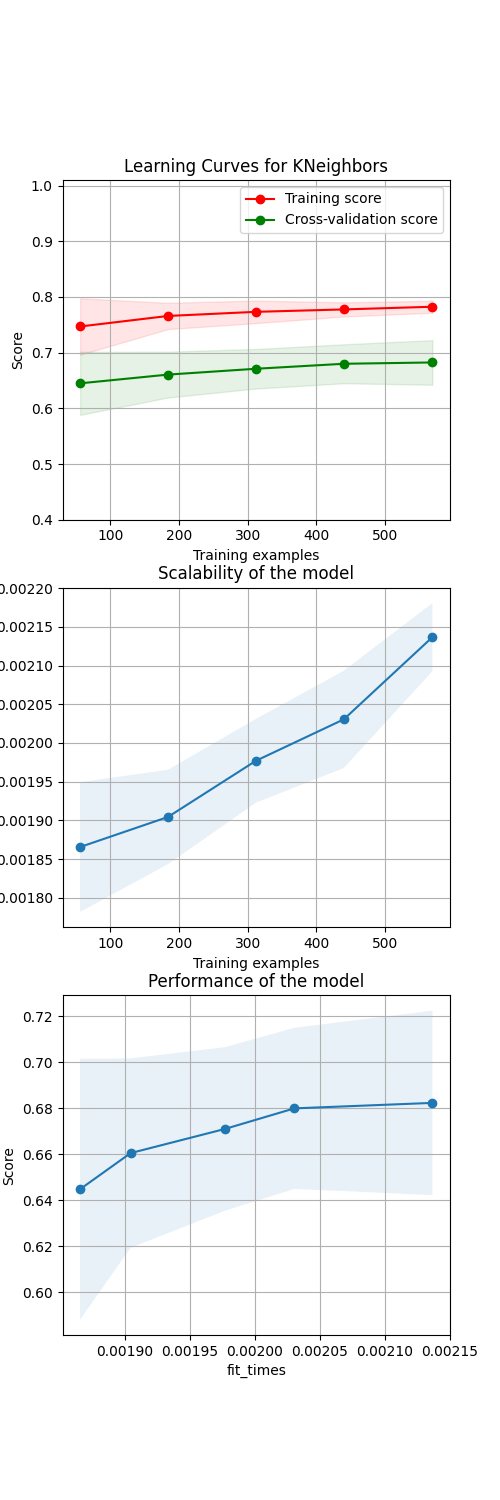 Learning Curves for KNeighbors
1.0
0.9
0.8
0.7
0.6
0.5
0.4
Score
Training score
Cross-validation score
100 200 300 400 500
Training examples
Scalability of the model
0.00220
0.00215
0.00210
0.00205
0.00200
0.00195
0.00190
0.00185
0.00180
100 200 300 400 500
Training examples
Performance of the model
0.72
0.70
0.68
0.66
0.64
0.62
0.60
Score
0.00190 0.00195 0.00200 0.00205 0.00210 0.00215
fit_times